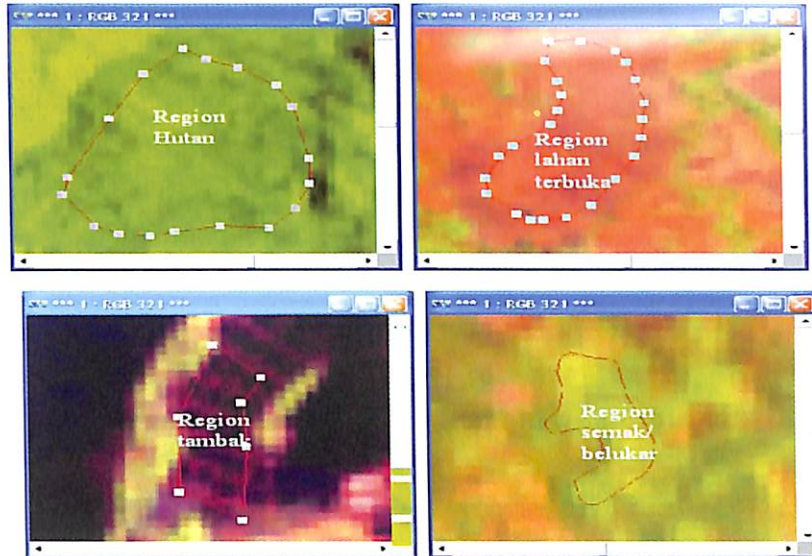 *** 1 : RGB 321 ***
Region
Hutan
*** 1 : RGB 321 ***
Region
lahan
terbuka
*** 1 : RGB 321 ***
Region
tambak
*** 1 : RGB 321 ***
Region
semak/
belukar